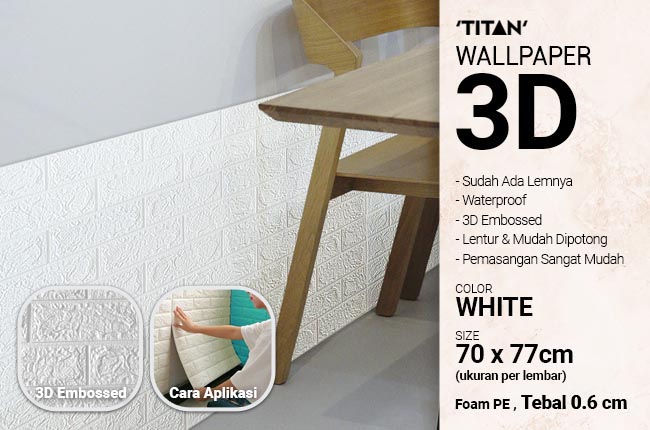 ‘TITAN’
WALLPAPER
3D
- Sudah Ada Lemnya
- Waterproof
- 3D Embossed
- Lentur & Mudah Dipotong
- Pemasangan Sangat Mudah
COLOR
WHITE
SIZE
70 x 77cm
(ukuran per lembar)
Foam PE , Tebal 0.6 cm
3D Embossed
Cara Aplikasi